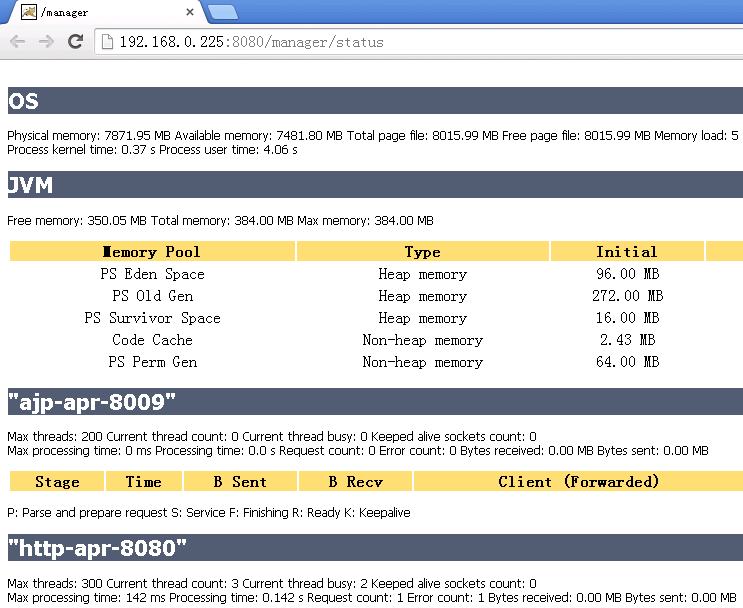 /manager
192.168.0.225:8080/manager/status
OS
Physical memory: 7871.95 MB Available memory: 7481.80 MB Total page file: 8015.99 MB Free page file: 8015.99 MB Memory load: 5
Process kernel time: 0.37 s Process user time: 4.06 s
JVM
Free memory: 350.05 MB Total memory: 384.00 MB Max memory: 384.00 MB
Memory Pool Type Initial
PS Eden Space Heap memory 96.00 MB
PS Old Gen Heap memory 272.00 MB
PS Survivor Space Heap memory 16.00 MB
Code Cache Non-heap memory 2.43 MB
PS Perm Gen Non-heap memory 64.00 MB
"ajp-apr-8009"
Max threads: 200 Current thread count: 0 Current thread busy: 0 Keeped alive sockets count: 0
Max processing time: 0 ms Processing time: 0.0 s Request count: 0 Error count: 0 Bytes received: 0.00 MB Bytes sent: 0.00 MB
Stage Time B Sent B Recv Client (Forwarded)
P: Parse and prepare request S: Service F: Finishing R: Ready K: Keepalive
"http-apr-8080"
Max threads: 300 Current thread count: 3 Current thread busy: 2 Keeped alive sockets count: 0
Max processing time: 142 ms Processing time: 0.142 s Request count: 1 Error count: 1 Bytes received: 0.00 MB Bytes sent: 0.00 MB